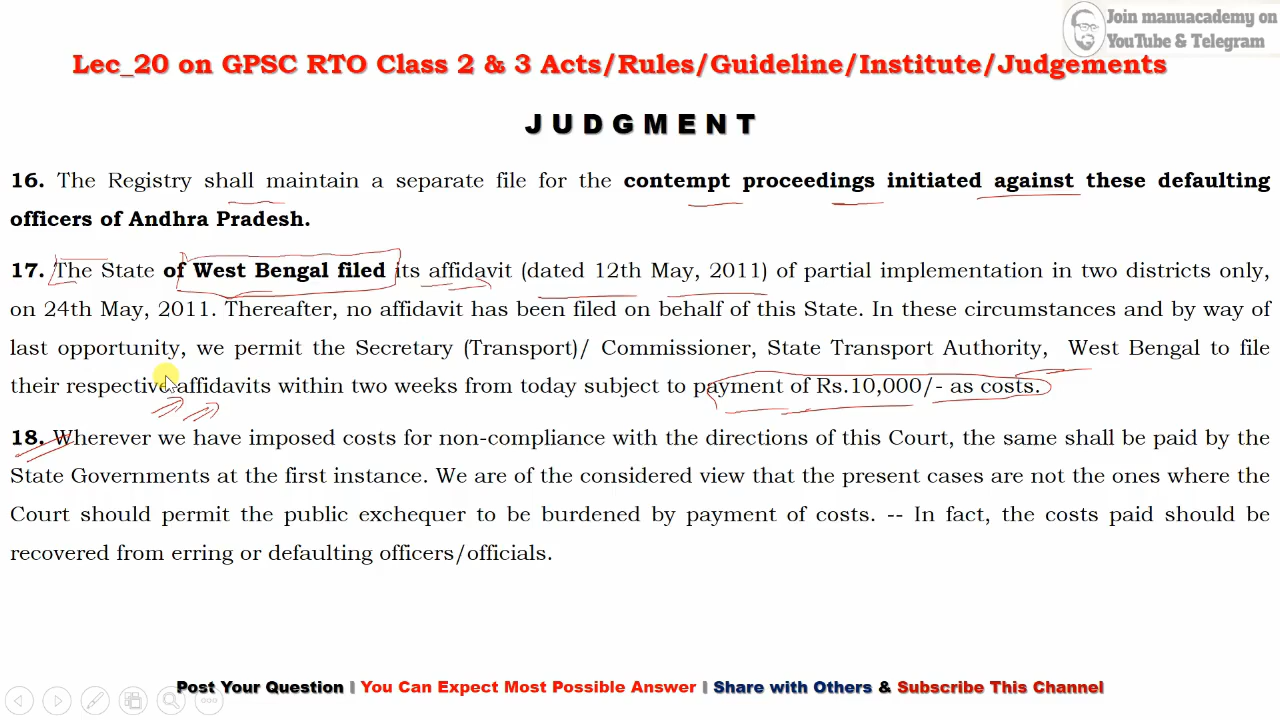 Join manuacademy on
YouTube & Telegram
Lec_20 on GPSC RTO Class 2 & 3 Acts/Rules/Guideline/Institute/Judgements
JUDGMENT
16. The Registry shall maintain a separate file for the contempt proceedings initiated against these defaulting
officers of Andhra Pradesh.
17. The State of West Bengal filed its affidavit (dated 12th May, 2011) of partial implementation in two districts only,
on 24th May, 2011. Thereafter, no affidavit has been filed on behalf of this State. In these circumstances and by way of
last opportunity, we permit the Secretary (Transport)/ Commissioner, State Transport Authority, West Bengal to file
their respective affidavits within two weeks from today subject to payment of Rs.10,000/- as costs.
18. Wherever we have imposed costs for non-compliance with the directions of this Court, the same shall be paid by the
State Governments at the first instance. We are of the considered view that the present cases are not the ones where the
Court should permit the public exchequer to be burdened by payment of costs. -- In fact, the costs paid should be
recovered from erring or defaulting officers/officials.
Post Your Question | You Can Expect Most Possible Answer | Share with Others & Subscribe This Channel